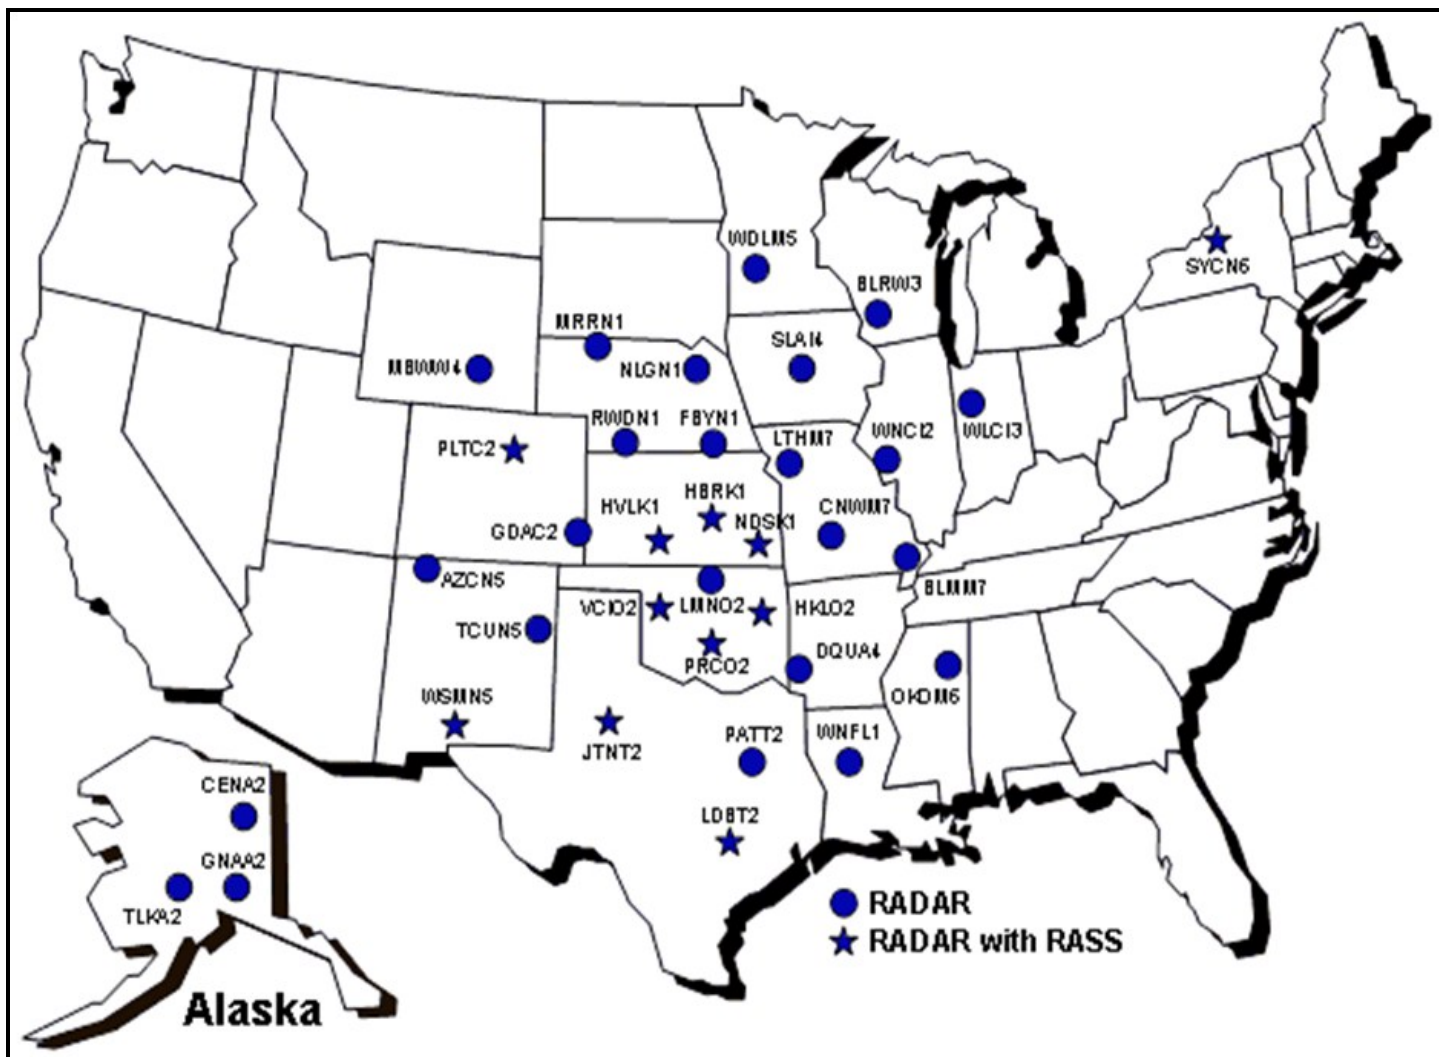 WDLM5
BLRW3
SYCN6
MRRN1
SLAI4
MBWW4
NLGN1
RWDN1
FBYN1
WLCI3
WNCI2
LTHM7
PLTC2
HBRK1
HVLK1
CNWM7
NDSK1
GDAC2
AZCN5
BLMM7
VCIO2
LMNO2
HKLO2
TCUN5
DQUA4
PRCO2
OKDM6
WSMN5
JTNT2
PATT2
WNFL1
CENA2
LDBT2
GNAA2
TLKA2
RADAR
RADAR with RASS
Alaska